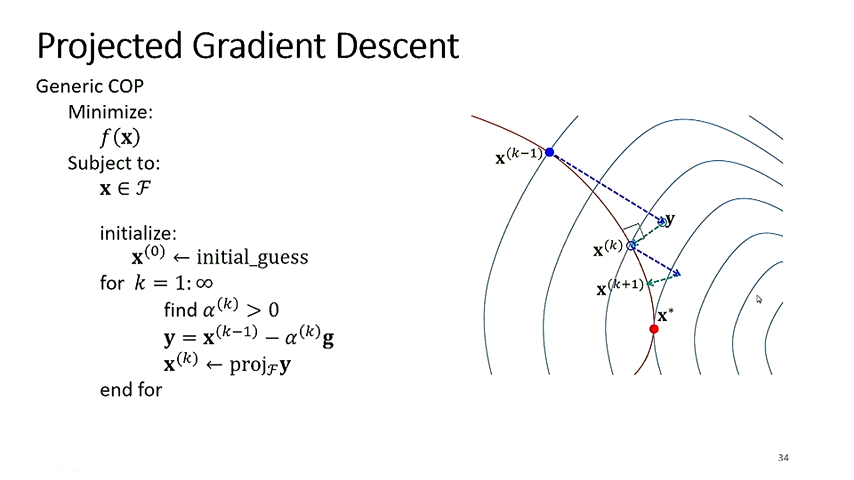 Projected Gradient Descent
Generic COP
Minimize:
f(𝐱)
Subject to:
𝐱 ∈ ℱ
initialize:
𝐱⁽⁰⁾ ← initial_guess
for k = 1: ∞
find α⁽ᵏ⁾ > 0
𝐲 = 𝐱⁽ᵏ⁻¹⁾ − α⁽ᵏ⁾𝐠
𝐱⁽ᵏ⁾ ← proj_ℱ 𝐲
end for
𝐱⁽ᵏ⁻¹⁾
𝐲
𝐱⁽ᵏ⁾
𝐱⁽ᵏ⁺¹⁾
𝐱*
34